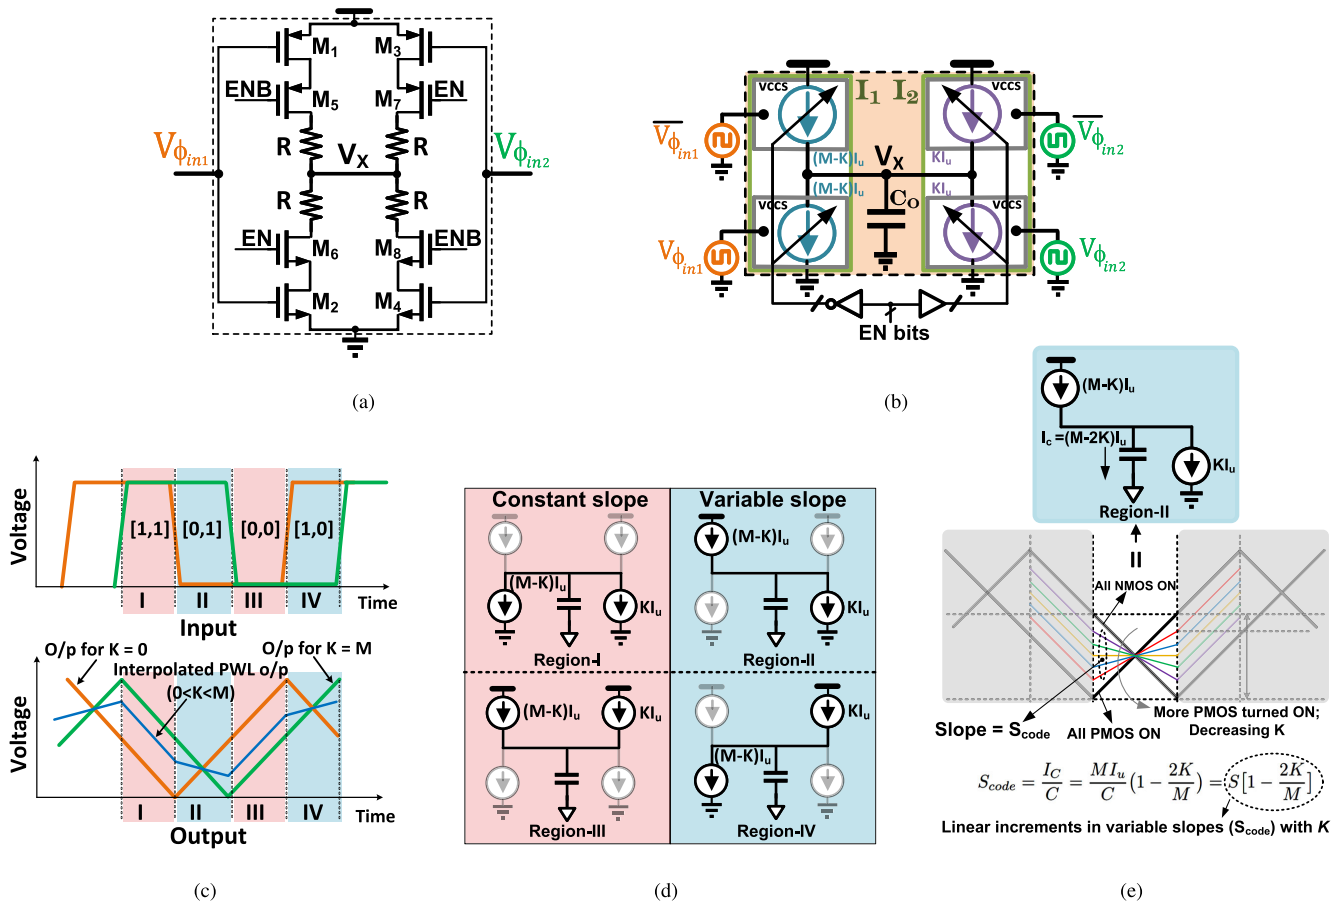 M1
M3
ENB
M5
M7
EN
R
R
Vϕin1
VX
Vϕin2
R
R
EN
M6
M8
ENB
M2
M4
(a)
vccs
I1
I2
vccs
V̅ϕin1
V̅ϕin2
(M-K)Iu
VX
KIu
(M-K)Iu
KIu
vccs
CO
vccs
Vϕin1
Vϕin2
EN bits
(b)
Voltage
[1,1]
[0,1]
[0,0]
[1,0]
I
II
III
IV
Time
Input
O/p for K = 0
O/p for K = M
Interpolated PWL o/p
(0<K<M)
Voltage
I
II
III
IV
Time
Output
(c)
Constant slope
Variable slope
(M-K)Iu
(M-K)Iu
KIu
KIu
Region-I
Region-II
(M-K)Iu
KIu
KIu
(M-K)Iu
Region-III
Region-IV
(d)
(M-K)Iu
Ic=(M-2K)Iu
KIu
Region-II
II
All NMOS ON
Slope = Scode
All PMOS ON
More PMOS turned ON;
Decreasing K
Scode = IC/C = MIu/C (1 − 2K/M) = S[1 − 2K/M]
Linear increments in variable slopes (Scode) with K
(e)